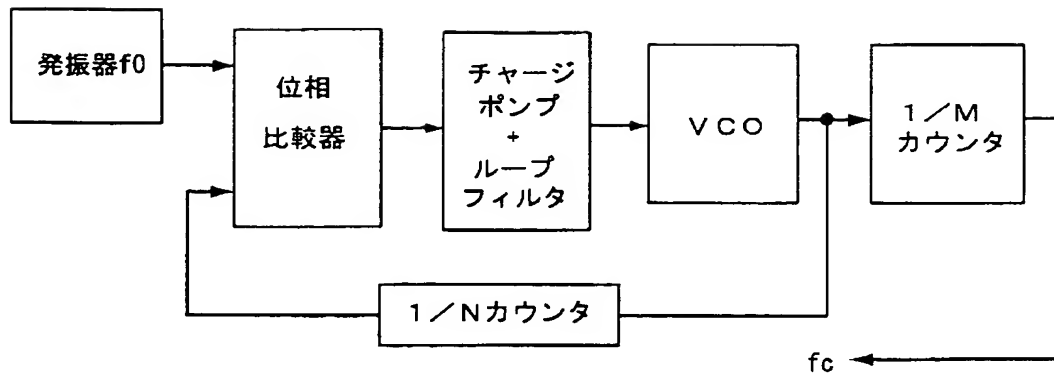 発振器f0
位相
比較器
チャージ
ポンプ
+
ループ
フィルタ
VCO
1/M
カウンタ
1/Nカウンタ
fc